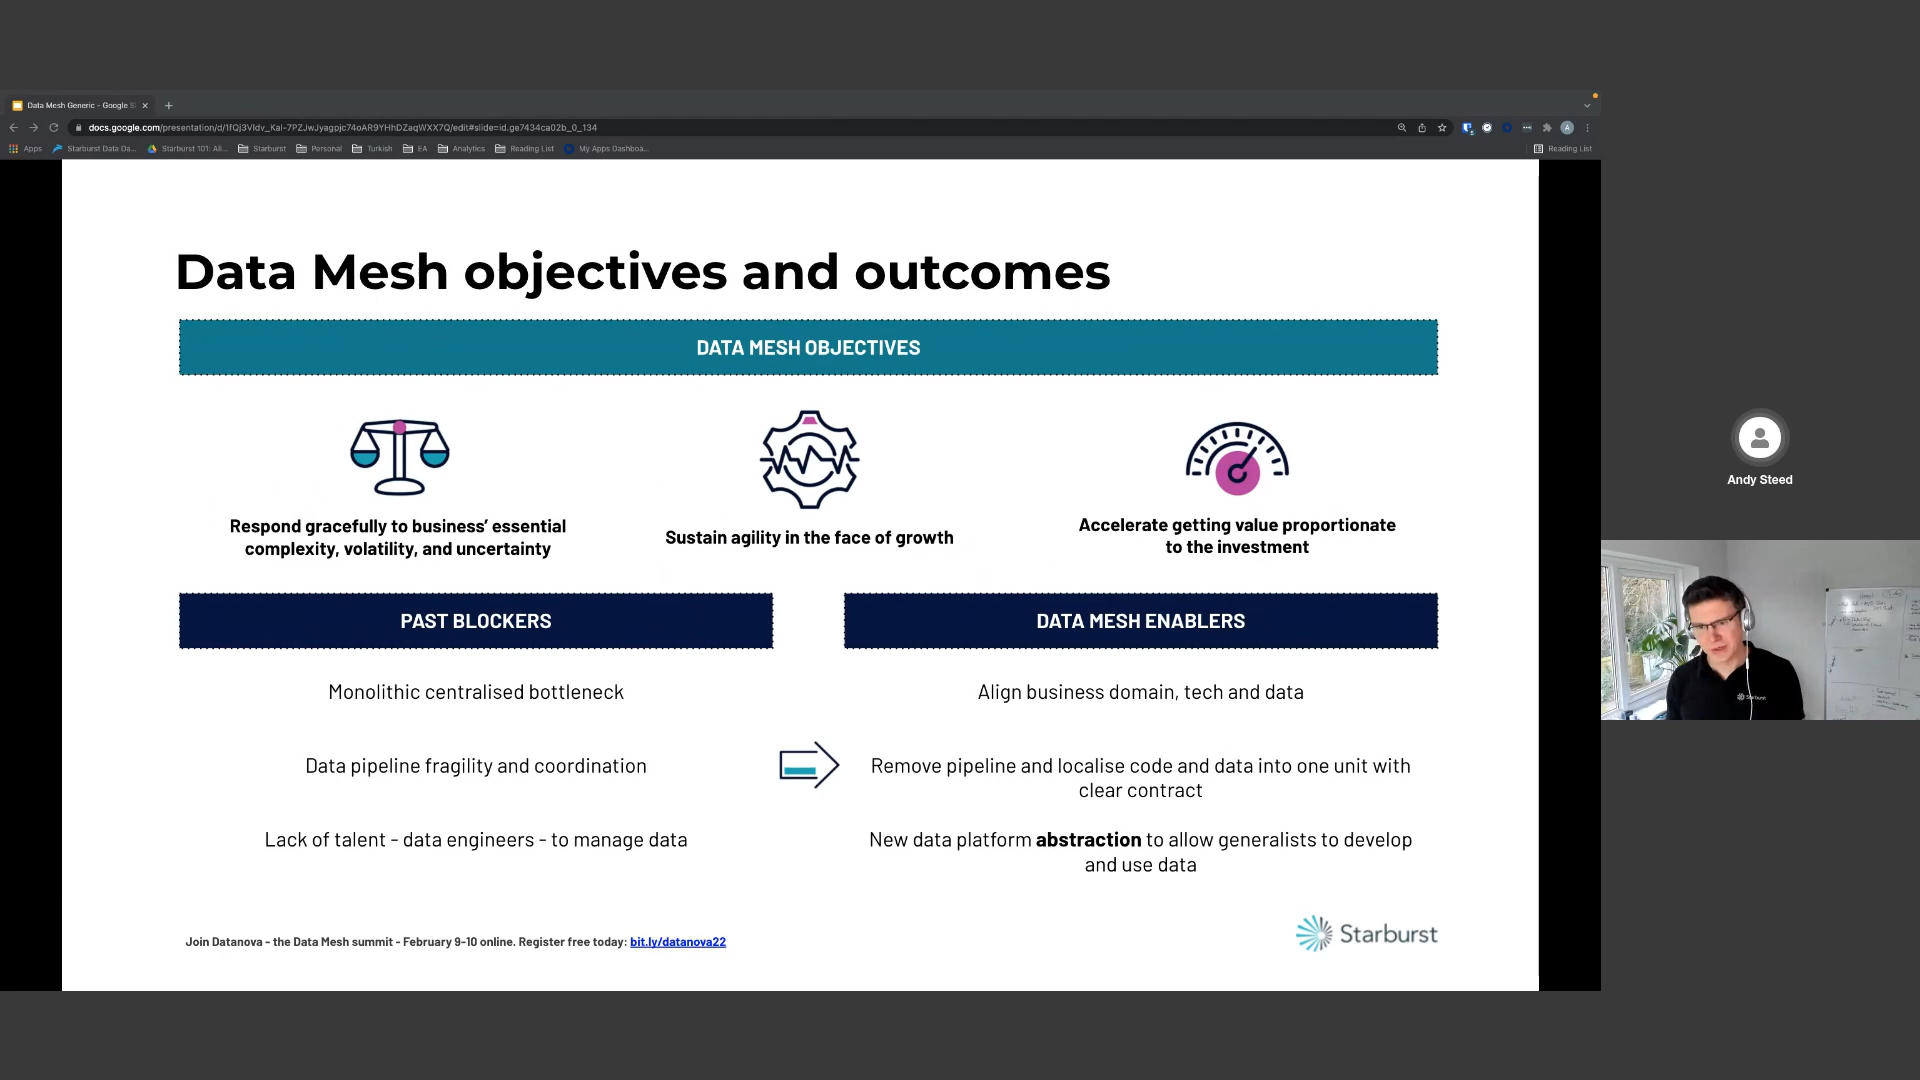 Data Mesh Generic - Google S
docs.google.com/presentation/d/1fQj3VIdv_Kal-7PZJwJyagpjc74oAR9YHhDZaqWXX7Q/edit#slide=id.ge7434ca02b_0_134
Apps Starburst Data Da... Starburst 101: All... Starburst Personal Turkish EA Analytics Reading List My Apps Dashboa... Reading List
Data Mesh objectives and outcomes
DATA MESH OBJECTIVES
Respond gracefully to business’ essential
complexity, volatility, and uncertainty
Sustain agility in the face of growth
Accelerate getting value proportionate
to the investment
PAST BLOCKERS
Monolithic centralised bottleneck
Data pipeline fragility and coordination
Lack of talent - data engineers - to manage data
DATA MESH ENABLERS
Align business domain, tech and data
Remove pipeline and localise code and data into one unit with
clear contract
New data platform abstraction to allow generalists to develop
and use data
Join Datanova - the Data Mesh summit - February 9-10 online. Register free today: bit.ly/datanova22
Starburst
Andy Steed